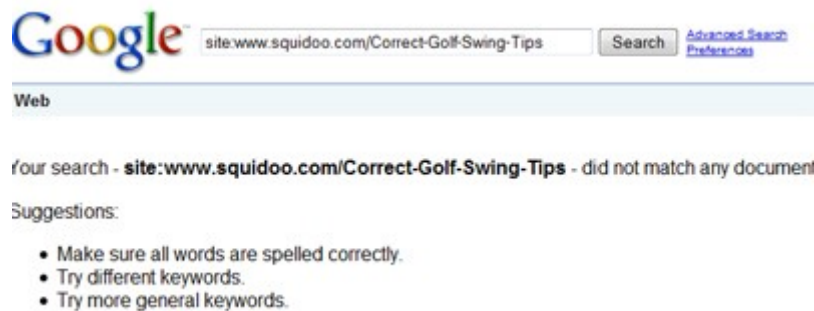 Google site:www.squidoo.com/Correct-Golf-Swing-Tips Search Advanced Search
Preferences
Web
Your search - site:www.squidoo.com/Correct-Golf-Swing-Tips - did not match any document
Suggestions:
• Make sure all words are spelled correctly.
• Try different keywords.
• Try more general keywords.